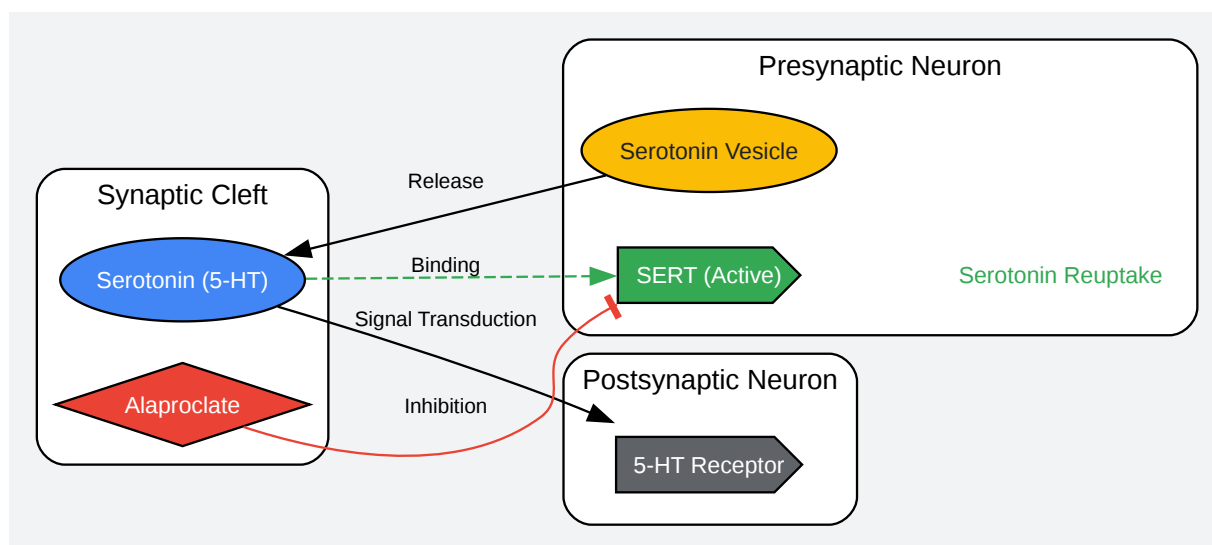 Presynaptic Neuron
Serotonin Vesicle
Release
Synaptic Cleft
Serotonin (5-HT)
Binding
SERT (Active)
Serotonin Reuptake
Signal Transduction
Postsynaptic Neuron
Alaproclate
Inhibition
5-HT Receptor